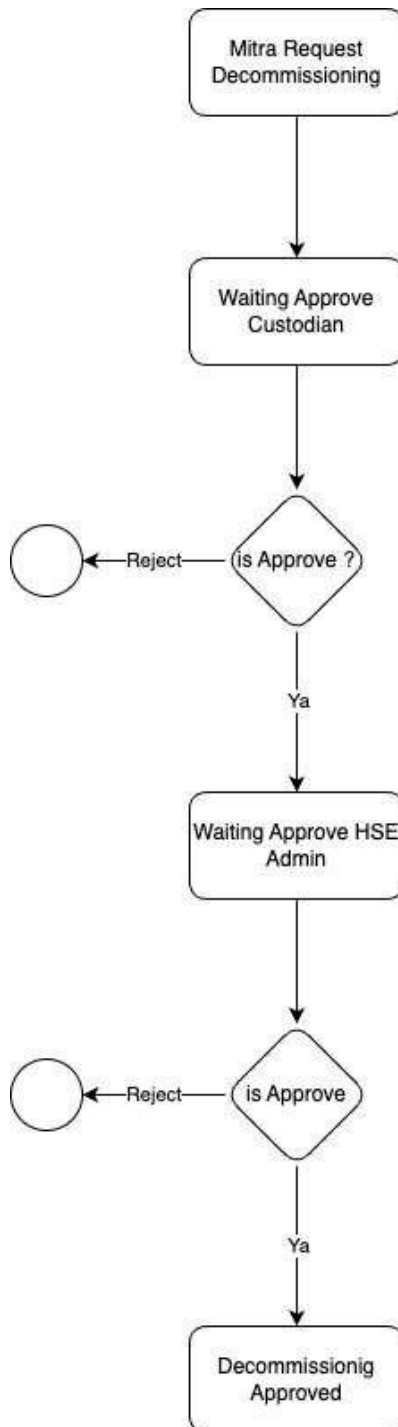 Mitra Request
Decommissioning
Waiting Approve
Custodian
Reject
is Approve ?
Ya
Waiting Approve HSE
Admin
Reject
is Approve
Ya
Decommissionig
Approved